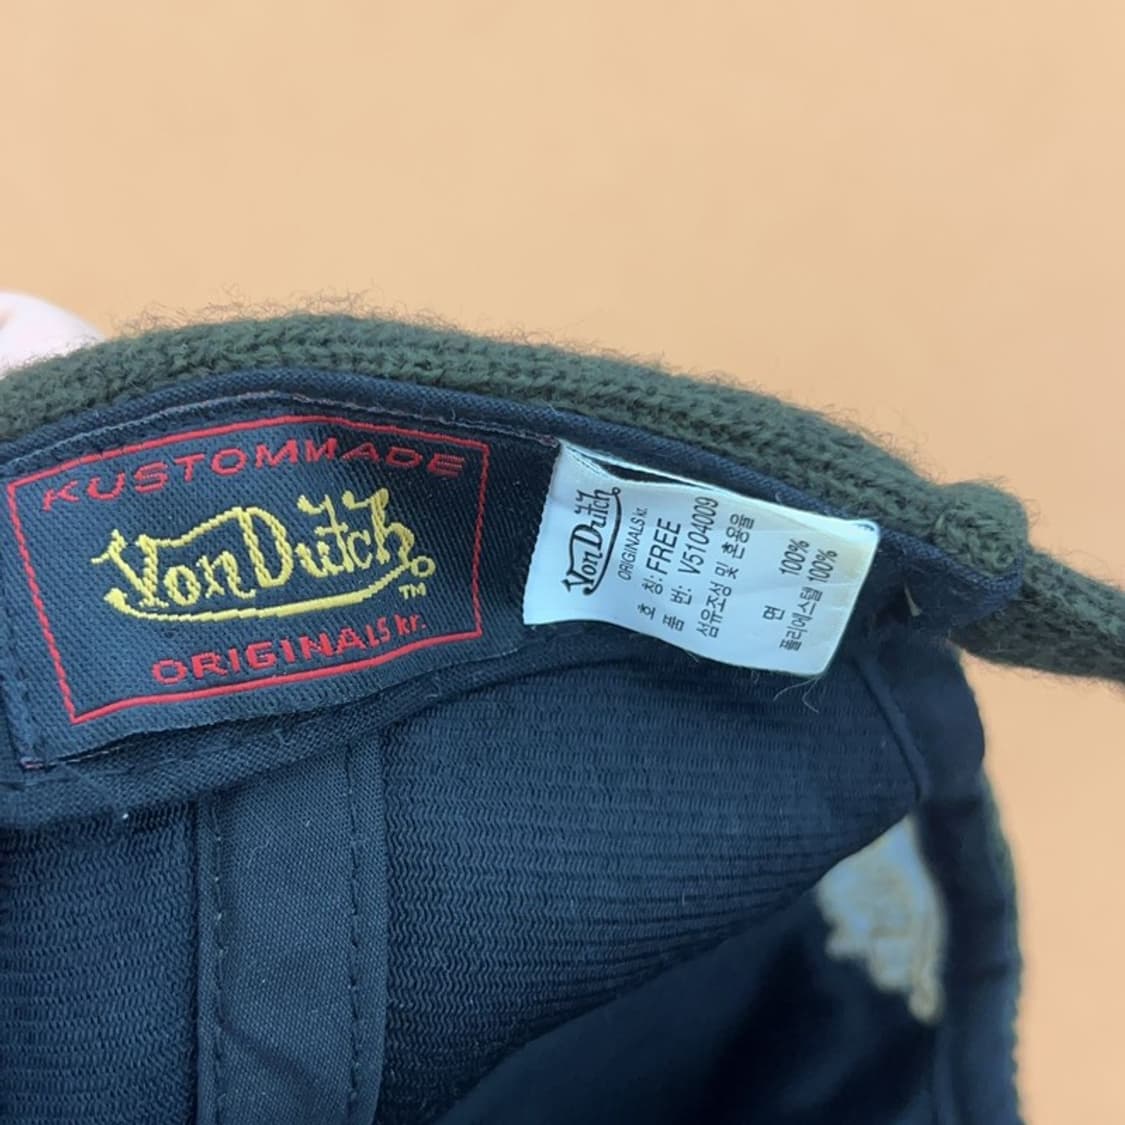 KUSTOMMADE
Von Dutch
TM
ORIGINALS kr.
Von Dutch
ORIGINALS kr.
호 칭: FREE
품 번: V5104009
섬유조성 및 혼용율
면 100%
폴리에스텔 100%